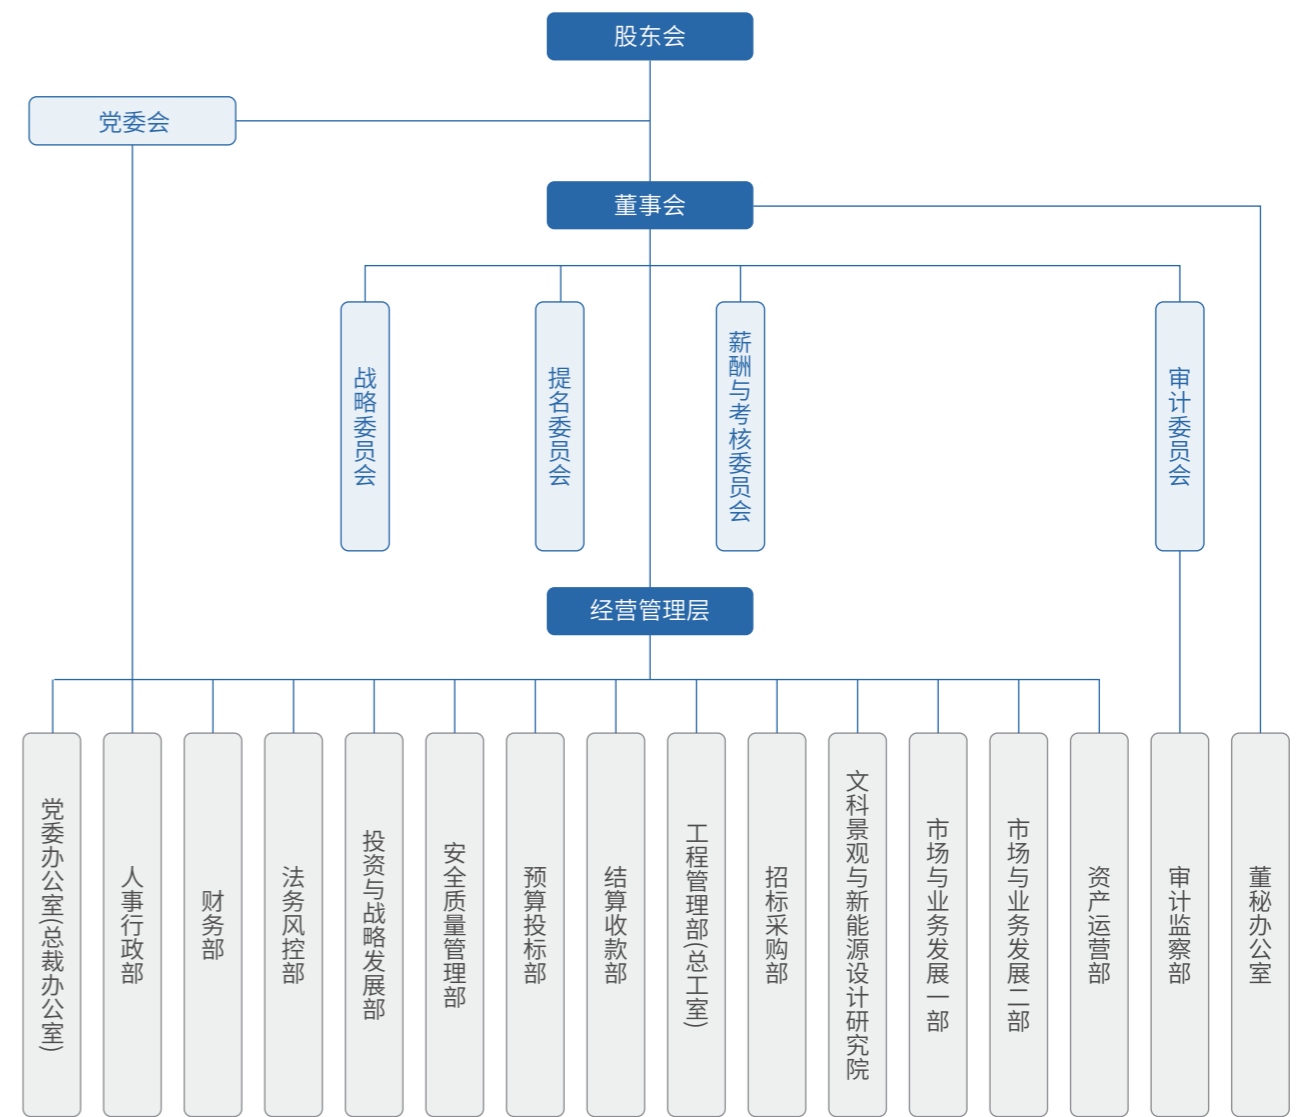 股东会
党委会
董事会
战略委员会
提名委员会
薪酬与考核委员会
审计委员会
经营管理层
党委办公室(总裁办公室)
人事行政部
财务部
法务风控部
投资与战略发展部
安全质量管理部
预算投标部
结算收款部
工程管理部(总工室)
招标采购部
文科景观与新能源设计研究院
市场与业务发展一部
市场与业务发展二部
资产运营部
审计监察部
董秘办公室